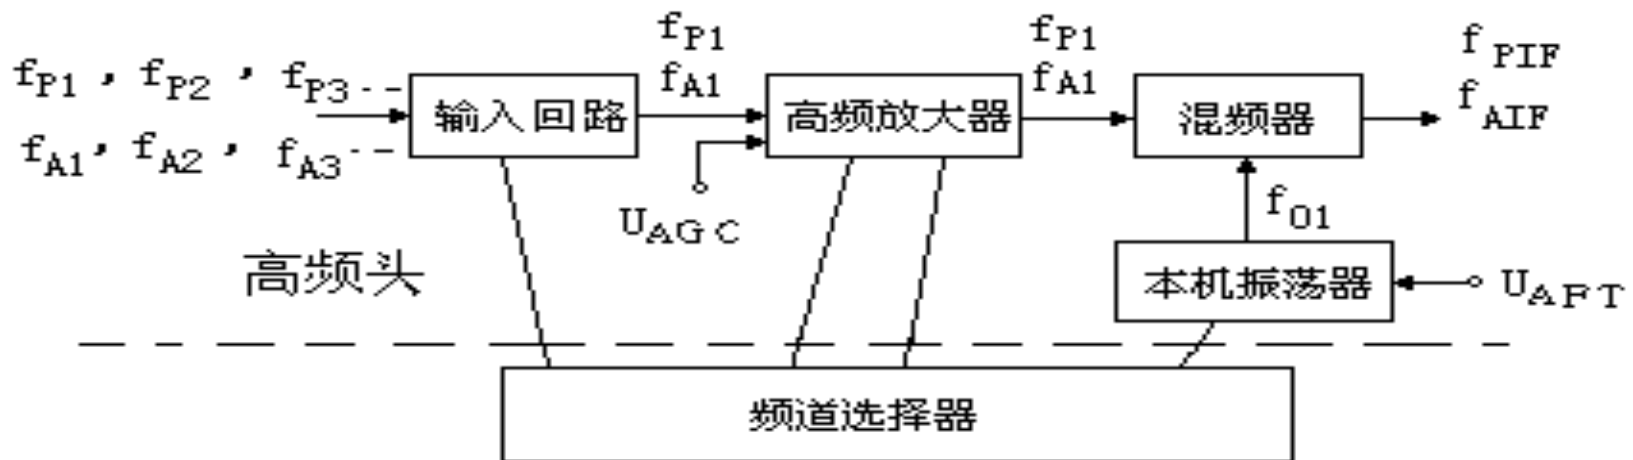 fP1, fP2, fP3--
fA1, fA2, fA3--
输入回路
fP1
fA1
高频放大器
UAGC
fP1
fA1
混频器
fPIF
fAIF
fO1
本机振荡器
UAFT
高频头
频道选择器